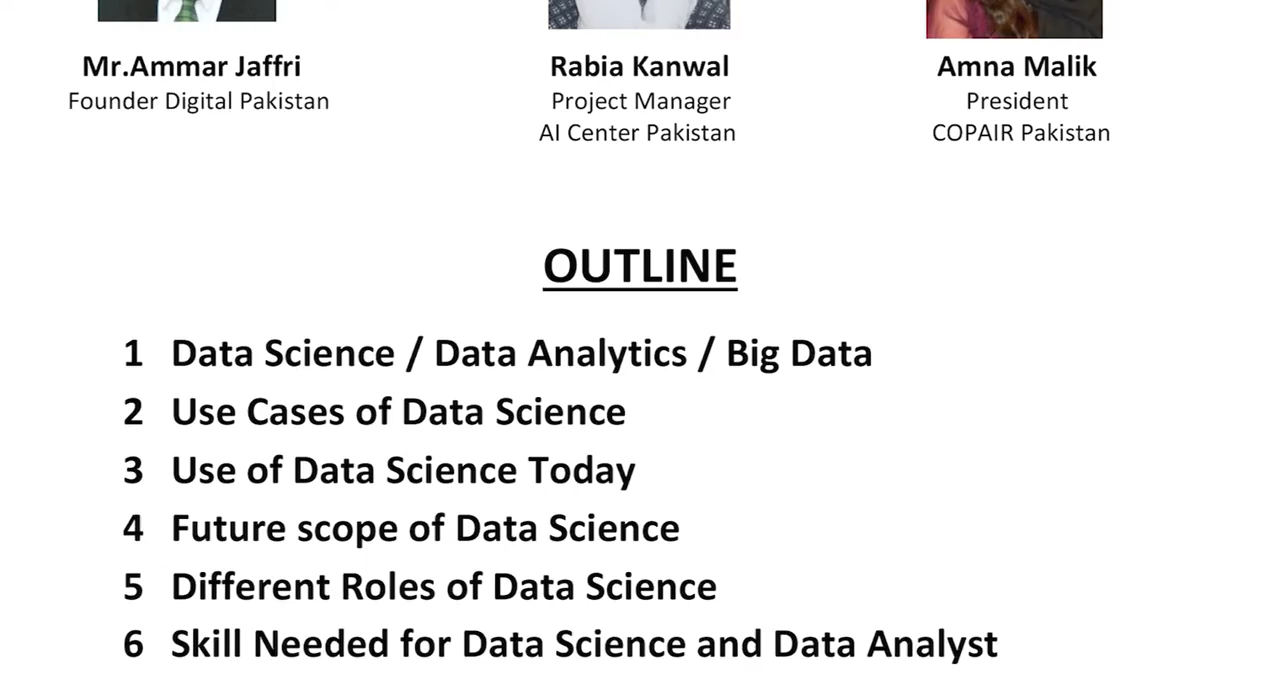 Mr.Ammar Jaffri
Founder Digital Pakistan
Rabia Kanwal
Project Manager
AI Center Pakistan
Amna Malik
President
COPAIR Pakistan
OUTLINE
1 Data Science / Data Analytics / Big Data
2 Use Cases of Data Science
3 Use of Data Science Today
4 Future scope of Data Science
5 Different Roles of Data Science
6 Skill Needed for Data Science and Data Analyst